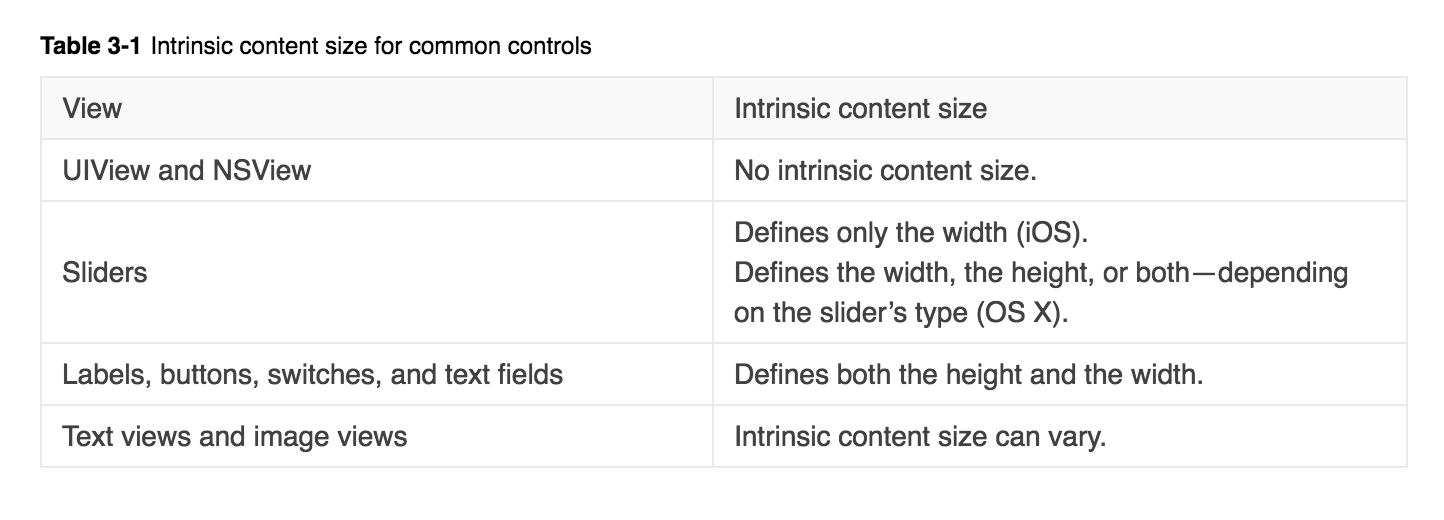 Table 3-1 Intrinsic content size for common controls
View
Intrinsic content size
UIView and NSView
No intrinsic content size.
Sliders
Defines only the width (iOS).
Defines the width, the height, or both—depending
on the slider’s type (OS X).
Labels, buttons, switches, and text fields
Defines both the height and the width.
Text views and image views
Intrinsic content size can vary.